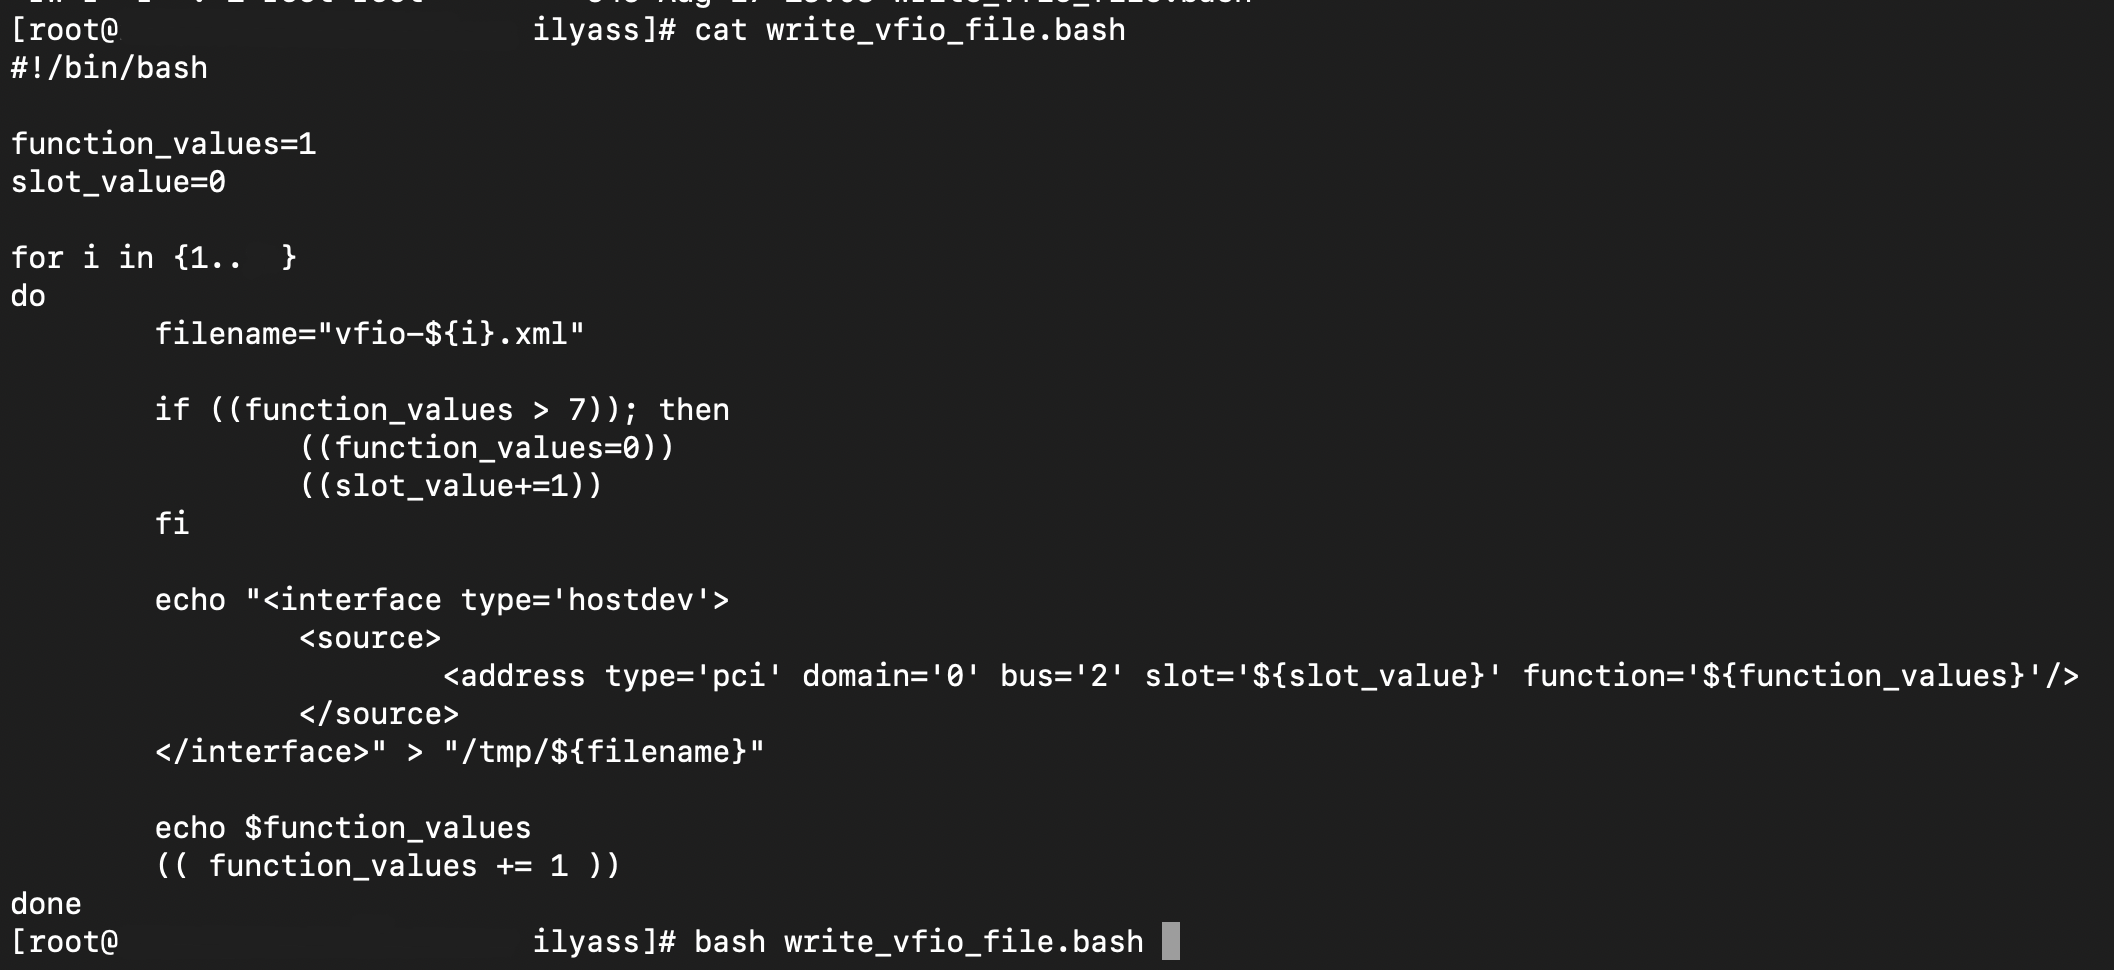 [root@ ilyass]# cat write_vfio_file.bash
#!/bin/bash

function_values=1
slot_value=0

for i in {1..  }
do
        filename="vfio-${i}.xml"

        if ((function_values > 7)); then
                ((function_values=0))
                ((slot_value+=1))
        fi

        echo "<interface type='hostdev'>
                <source>
                        <address type='pci' domain='0' bus='2' slot='${slot_value}' function='${function_values}'/>
                </source>
        </interface>" > "/tmp/${filename}"

        echo $function_values
        (( function_values += 1 ))
done
[root@ ilyass]# bash write_vfio_file.bash